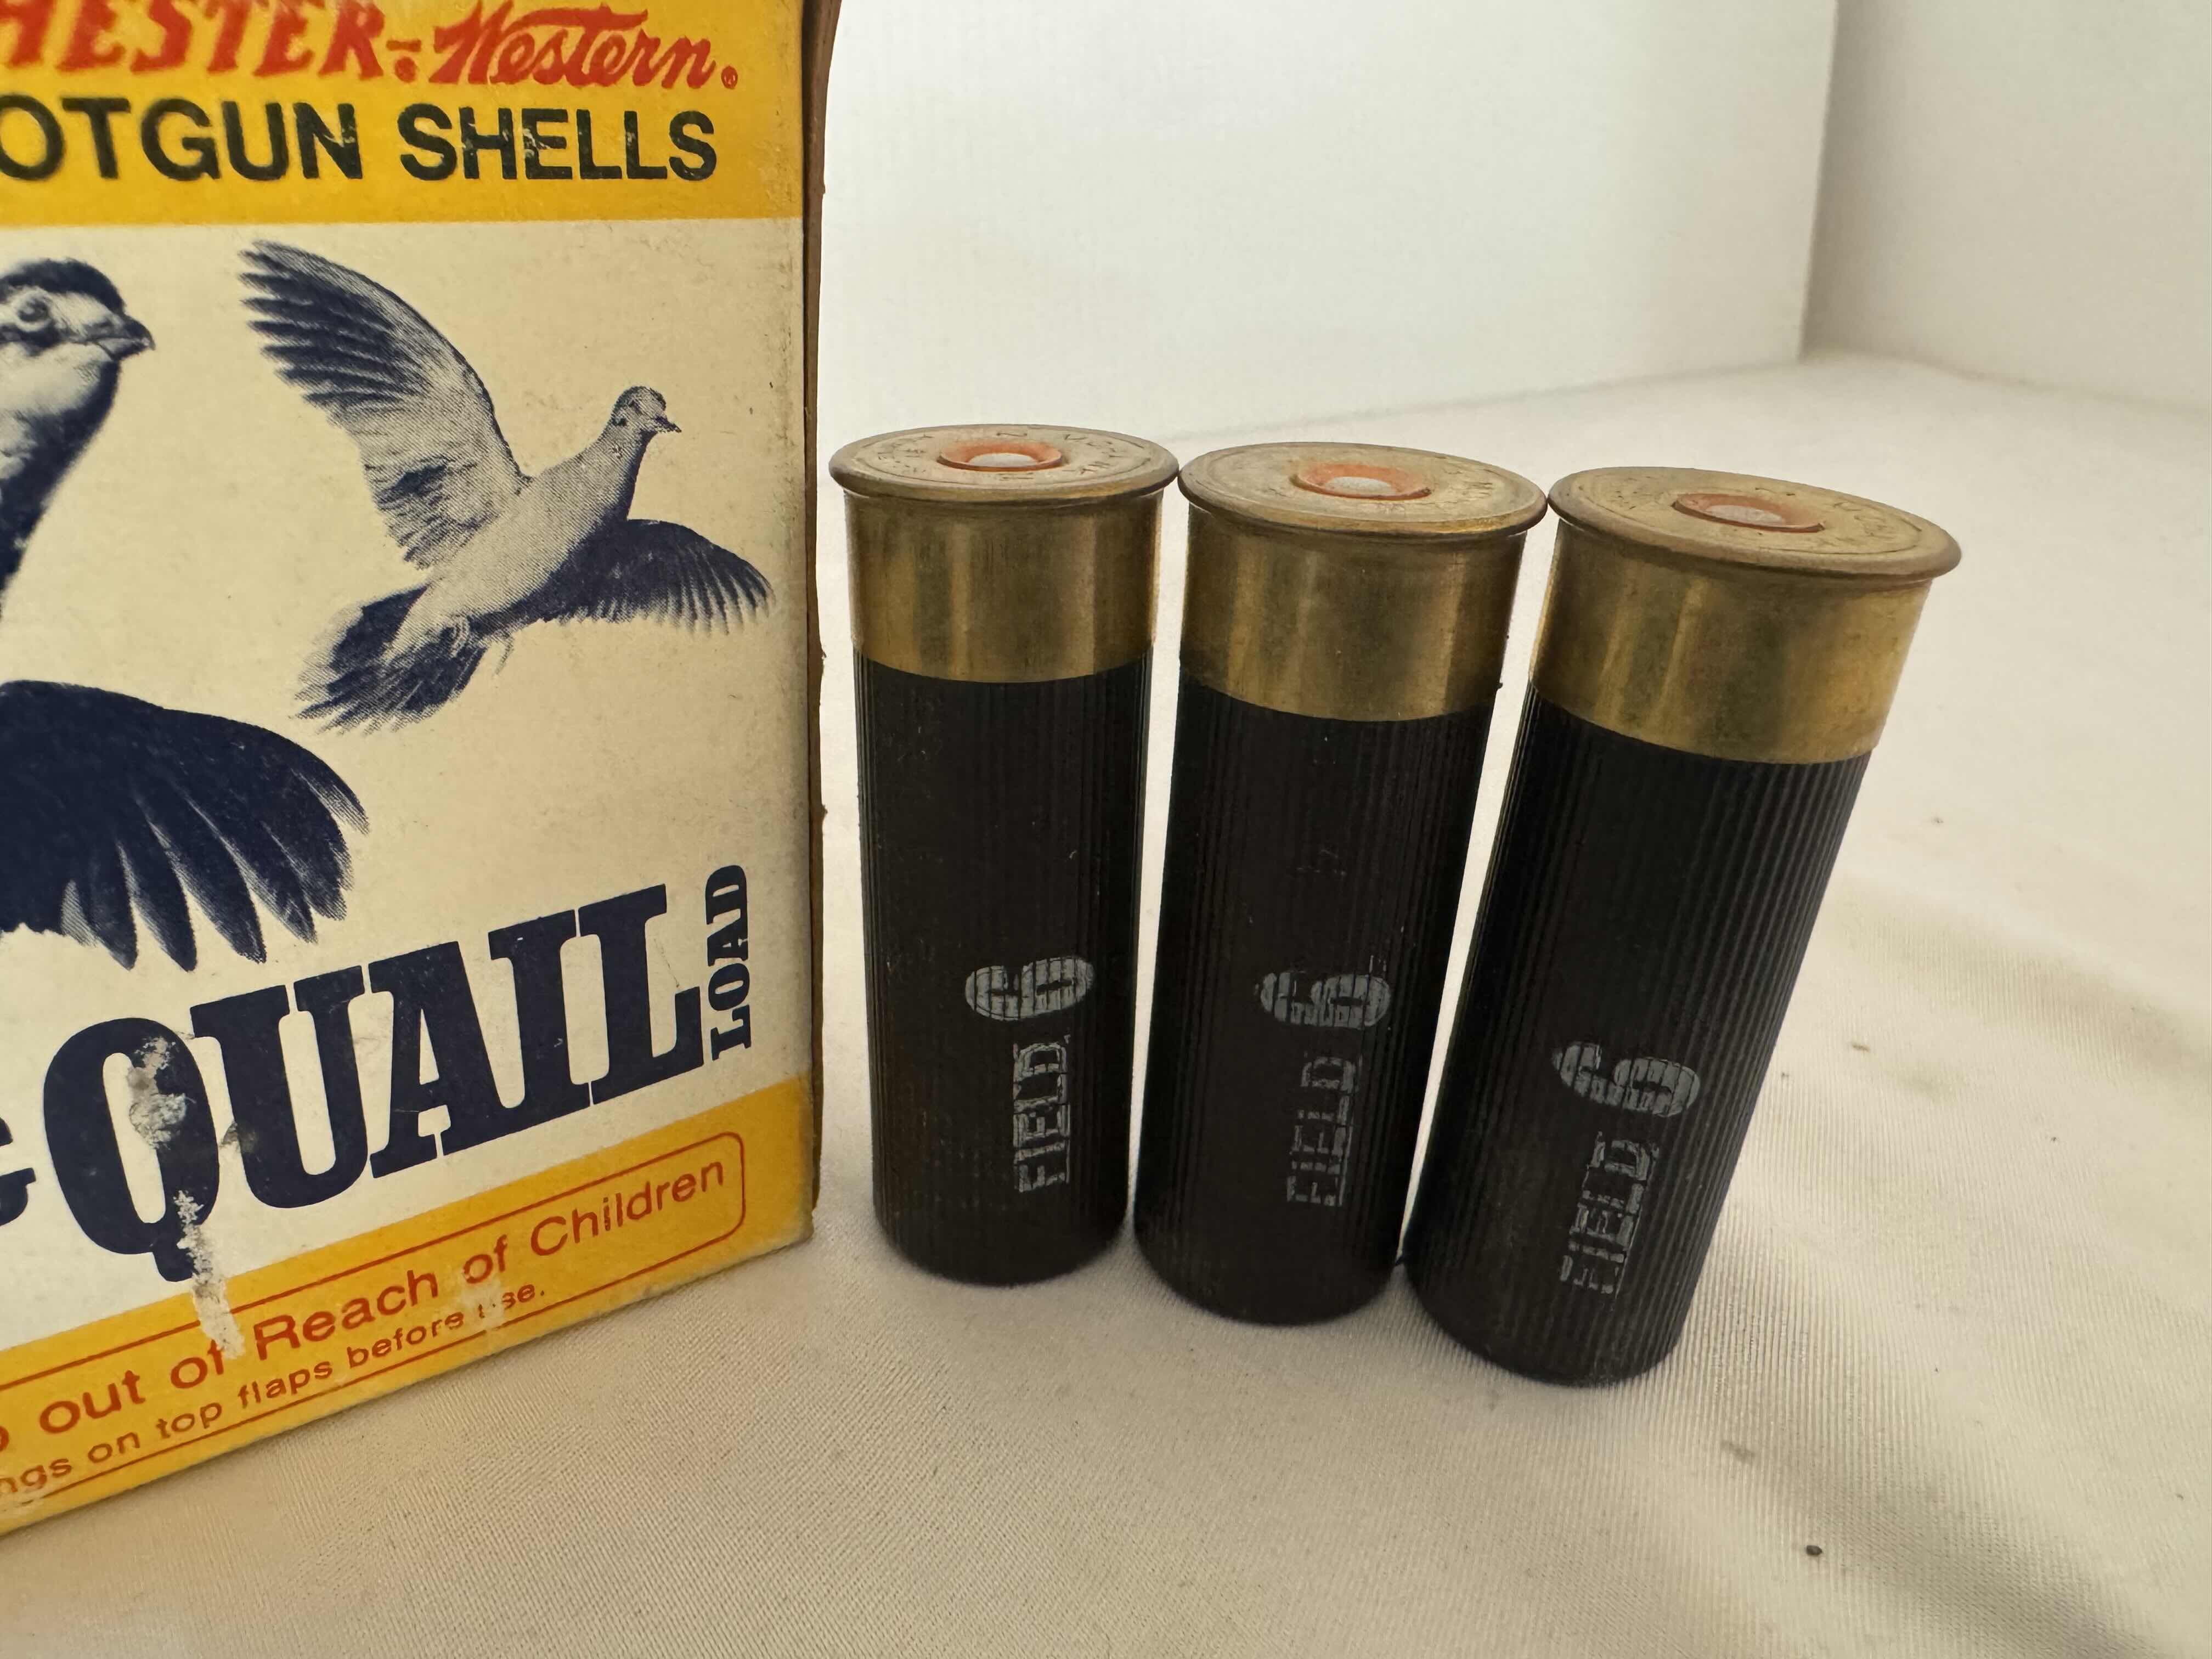 HESTER-Western.®
OTGUN SHELLS
QUAIL
LOAD
out of Reach of Children
ngs on top flaps before use.
FIELD 6
FIELD 6
FIELD 6